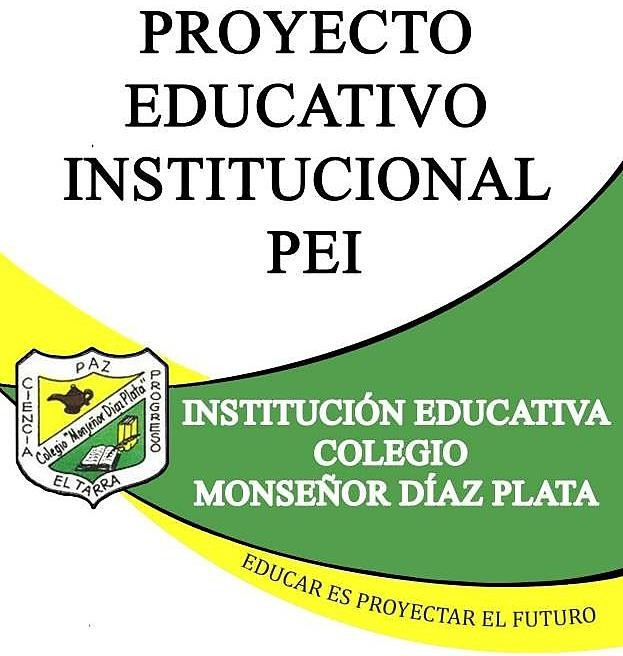 PROYECTO
EDUCATIVO
INSTITUCIONAL
PEI
PAZ
CIENCIA
PROGRESO
Colegio "Monseñor Díaz Plata"
EL TARRA
INSTITUCIÓN EDUCATIVA
COLEGIO
MONSEÑOR DÍAZ PLATA
EDUCAR ES PROYECTAR EL FUTURO